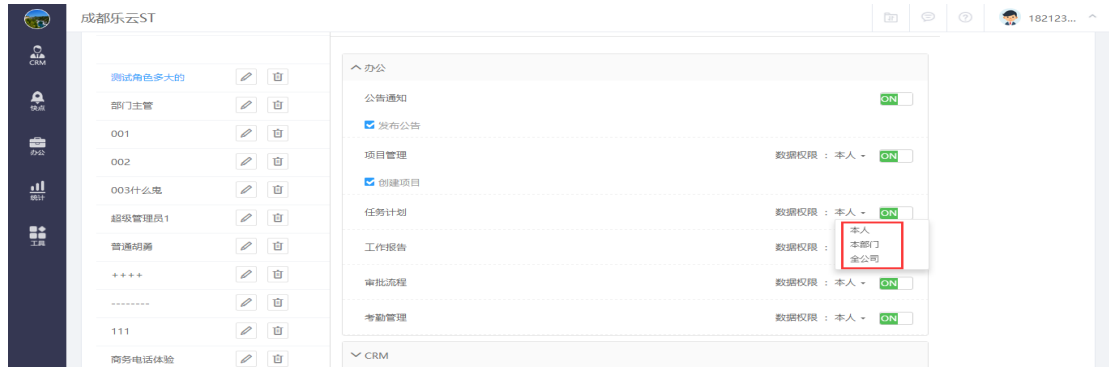 成都乐云ST
182123...
CRM
快点
办公
统计
工具
测试角色多大的
部门主管
001
002
003什么鬼
超级管理员1
普通胡勇
++++
--------
111
商务电话体验
办公
公告通知 ON
发布公告
项目管理 数据权限 : 本人 ON
创建项目
任务计划 数据权限 : 本人 ON
本人
本部门
全公司
工作报告 数据权限 :
审批流程 数据权限 : 本人 ON
考勤管理 数据权限 : 本人 ON
CRM